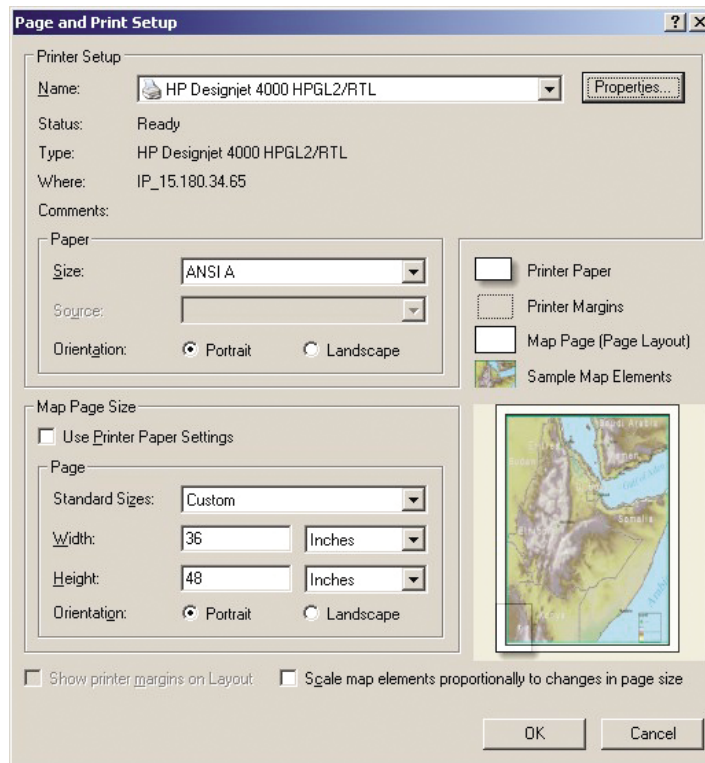 Page and Print Setup
Printer Setup
Name: HP Designjet 4000 HPGL2/RTL Properties...
Status: Ready
Type: HP Designjet 4000 HPGL2/RTL
Where: IP_15.180.34.65
Comments:
Paper
Size: ANSI A
Source:
Orientation: Portrait Landscape
Printer Paper
Printer Margins
Map Page (Page Layout)
Sample Map Elements
Map Page Size
Use Printer Paper Settings
Page
Standard Sizes: Custom
Width: 36 Inches
Height: 48 Inches
Orientation: Portrait Landscape
Saudi Arabia
Yemen
Sudan
Gulf of Aden
Somalia
Show printer margins on Layout Scale map elements proportionally to changes in page size
OK Cancel